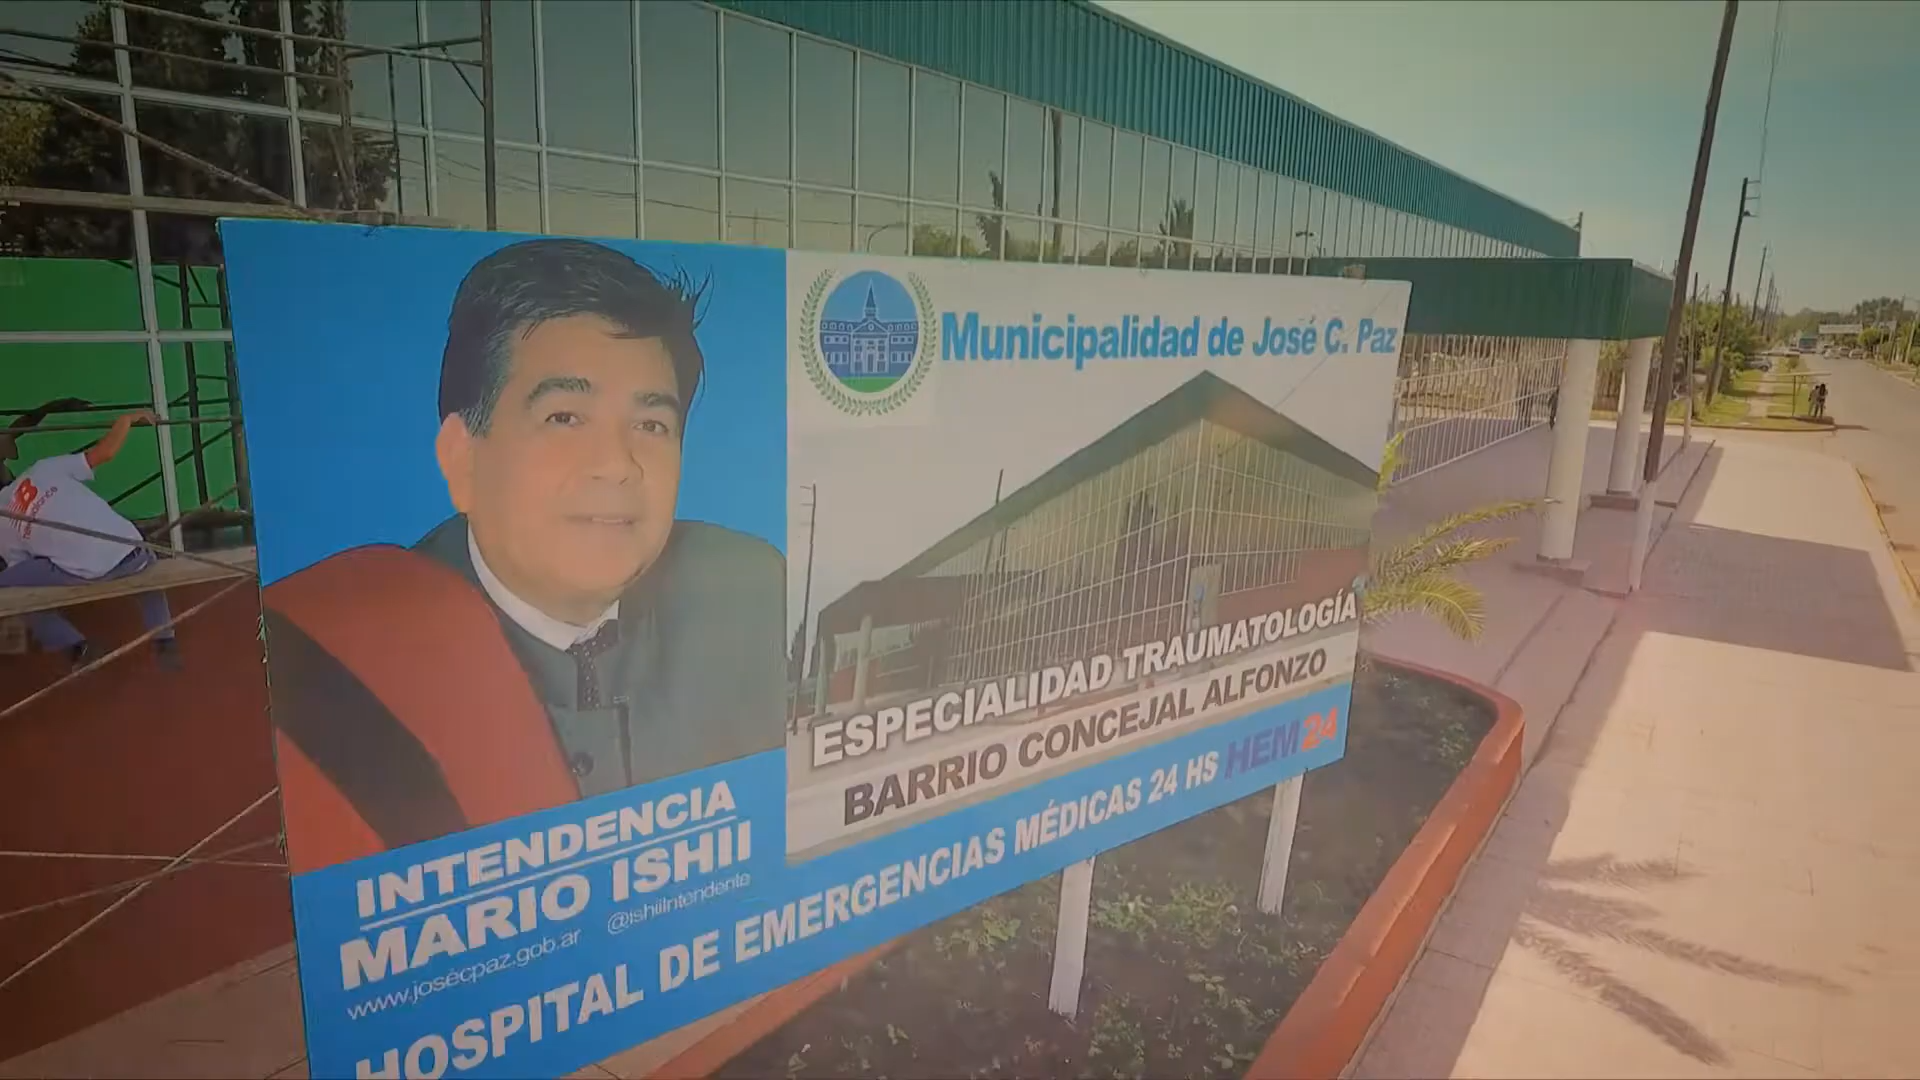 Municipalidad de José C. Paz
ESPECIALIDAD TRAUMATOLOGÍA
BARRIO CONCEJAL ALFONZO
INTENDENCIA
MARIO ISHII
@ishiiIntendente
www.josécpaz.gob.ar
HOSPITAL DE EMERGENCIAS MÉDICAS 24 HS HEM24